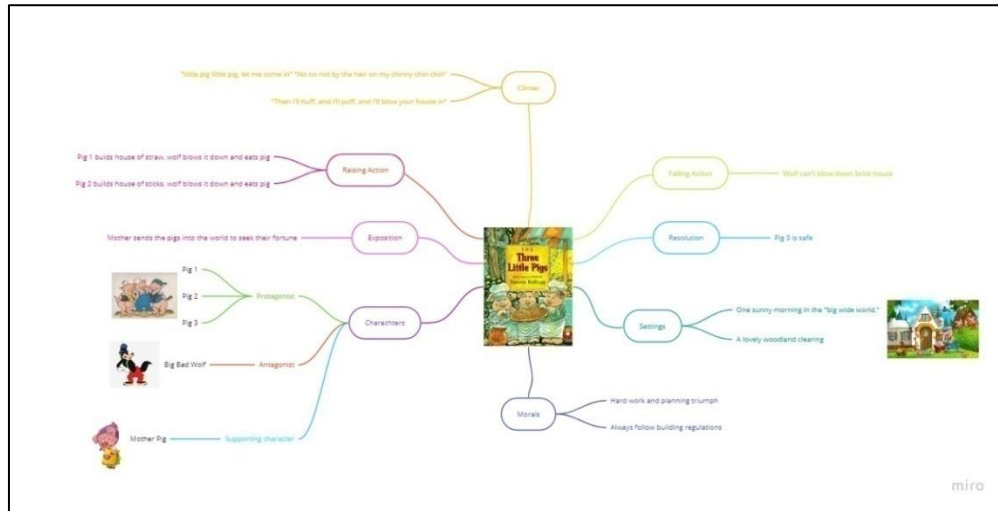 Climax
"little pig little pig, let me come in" "No no not by the hair on my chinny chin chin"
"Then I'll huff, and I'll puff, and I'll blow your house in"
Raising Action
Pig 1 builds house of straw, wolf blows it down and eats pig
Pig 2 builds house of sticks, wolf blows it down and eats pig
Exposition
Mother sends the pigs into the world to seek their fortune
Charachters
Protagonist
Pig 1
Pig 2
Pig 3
Antagonist
Big Bad Wolf
Supporting character
Mother Pig
THE
Three
Little Pigs
Steven Kellogg
Falling Action
Wolf can't blow down brick house
Resolution
Pig 3 is safe
Settings
One sunny morning in the "big wide world."
A lovely woodland clearing
Morals
Hard work and planning triumph
Always follow building regulations
miro